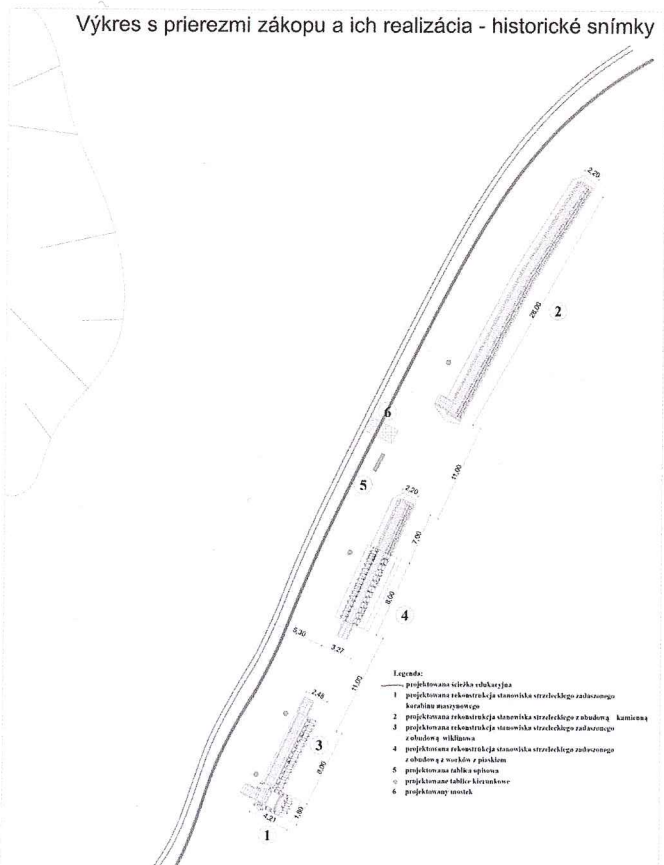 Výkres s prierezmi zákopu a ich realizácia - historické snímky
2,20
28,00
2
6
11,00
5
2,20
7,00
8,00
4
5,30
3,27
11,00
2,48
3
8,00
4,21
1,80
1
Legenda:
projektowana ścieżka edukacyjna
1 projektowana rekonstrukcja stanowiska strzeleckiego zadaszonego
karabinu maszynowego
2 projektowana rekonstrukcja stanowiska strzeleckiego z obudową kamienną
3 projektowana rekonstrukcja stanowiska strzeleckiego zadaszonego
z obudową wiklinowa
4 projektowana rekonstrukcja stanowiska strzeleckiego zadaszonego
z obudową z worków z piaskiem
5 projektowana tablica opisowa
projektowane tablice kierunkowe
6 projektowany mostek